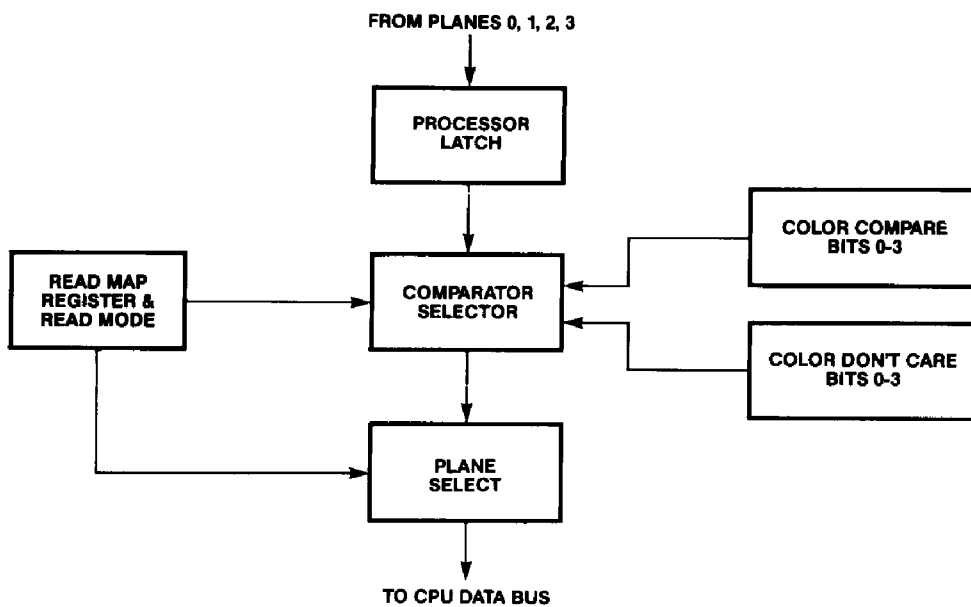 FROM PLANES 0, 1, 2, 3
PROCESSOR
LATCH
COLOR COMPARE
BITS 0-3
READ MAP
REGISTER &
READ MODE
COMPARATOR
SELECTOR
COLOR DON'T CARE
BITS 0-3
PLANE
SELECT
TO CPU DATA BUS